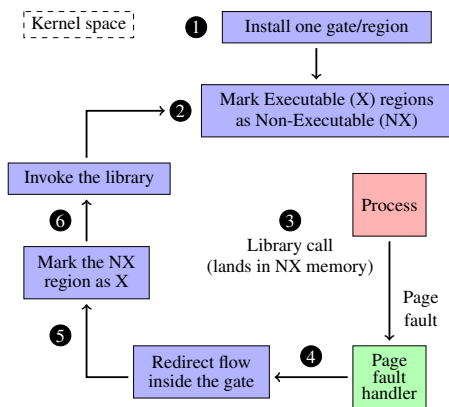 Kernel space
1
Install one gate/region
2
Mark Executable (X) regions
as Non-Executable (NX)
Invoke the library
6
3
Process
Library call
(lands in NX memory)
Mark the NX
region as X
Page
fault
5
4
Redirect flow
inside the gate
Page
fault
handler